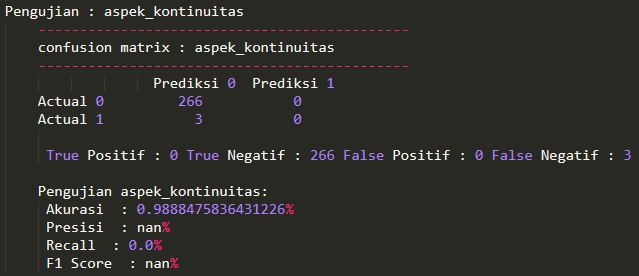 Pengujian : aspek_kontinuitas
---------------------------------------------
confusion matrix : aspek_kontinuitas
---------------------------------------------
Prediksi 0 Prediksi 1
Actual 0 266 0
Actual 1 3 0
True Positif : 0 True Negatif : 266 False Positif : 0 False Negatif : 3
Pengujian aspek_kontinuitas:
Akurasi : 0.9888475836431226%
Presisi : nan%
Recall : 0.0%
F1 Score : nan%